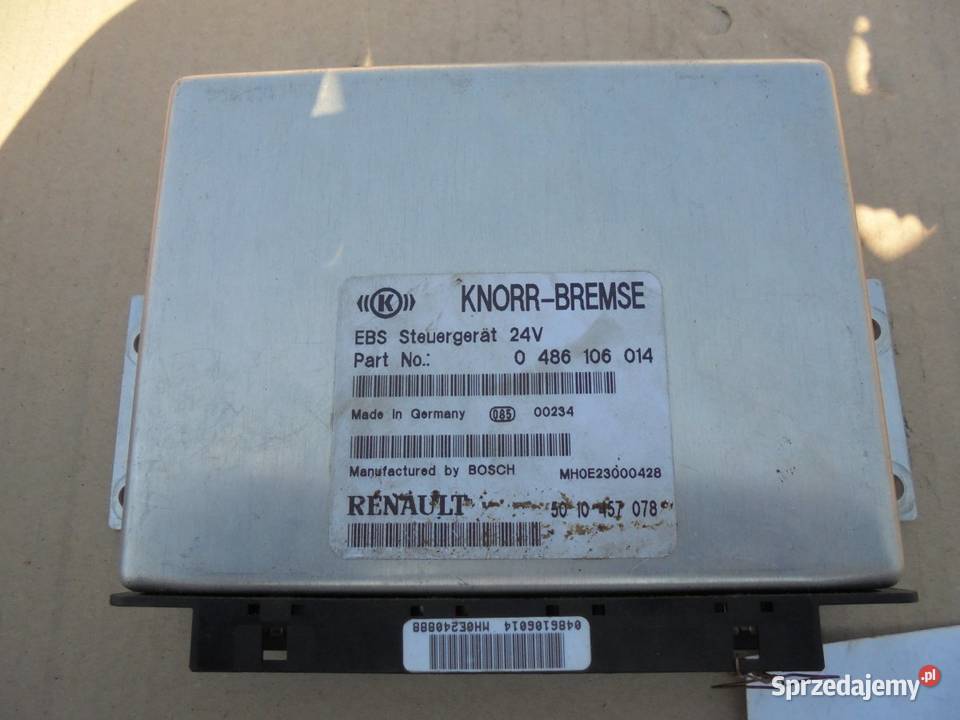 ((K)) KNORR-BREMSE
EBS Steuergerät 24V
Part No.: 0 486 106 014
Made in Germany 085 00234
Manufactured by BOSCH MH0E23000428
RENAULT 50 10 457 078
0486106014 MH0E240888
Sprzedajemy.pl